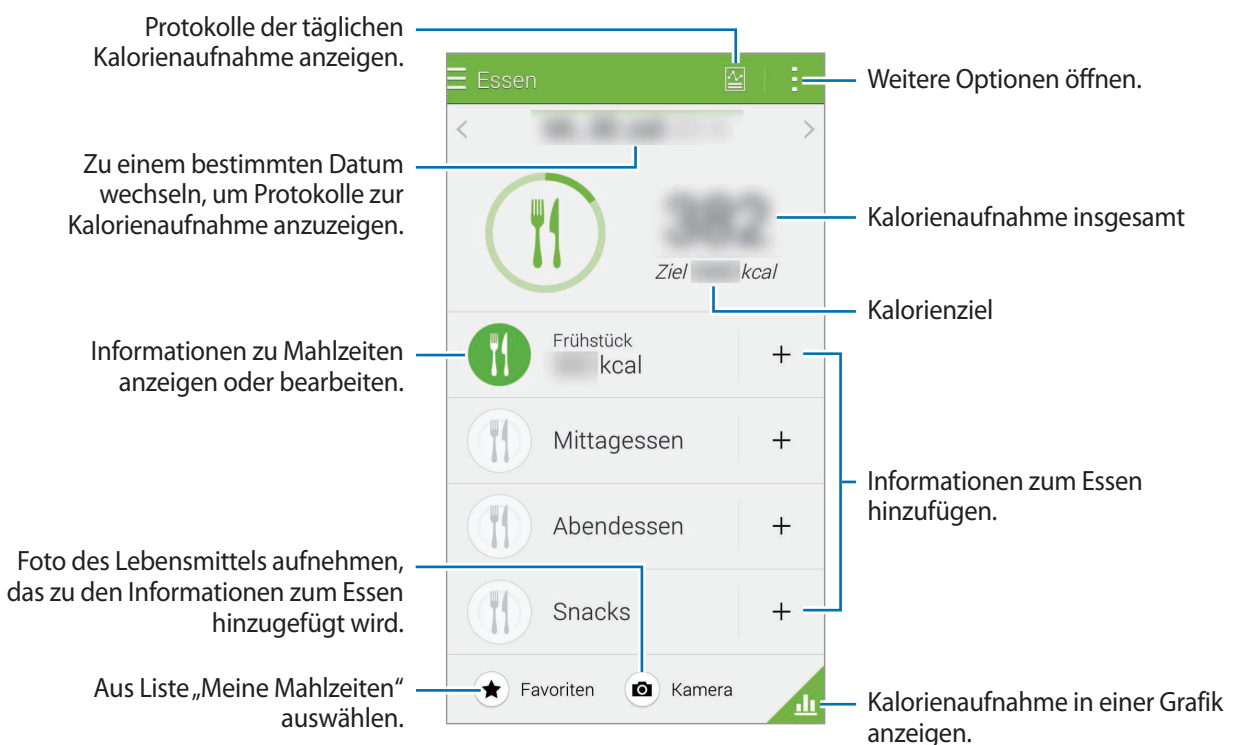 Protokolle der täglichen
Kalorienaufnahme anzeigen.
Essen
Weitere Optionen öffnen.
Zu einem bestimmten Datum
wechseln, um Protokolle zur
Kalorienaufnahme anzuzeigen.
382
Kalorienaufnahme insgesamt
Ziel kcal
Kalorienziel
Informationen zu Mahlzeiten
anzeigen oder bearbeiten.
Frühstück
kcal
Mittagessen
Informationen zum Essen
hinzufügen.
Abendessen
Foto des Lebensmittels aufnehmen,
das zu den Informationen zum Essen
hinzugefügt wird.
Snacks
Aus Liste „Meine Mahlzeiten“
auswählen.
Favoriten
Kamera
Kalorienaufnahme in einer Grafik
anzeigen.